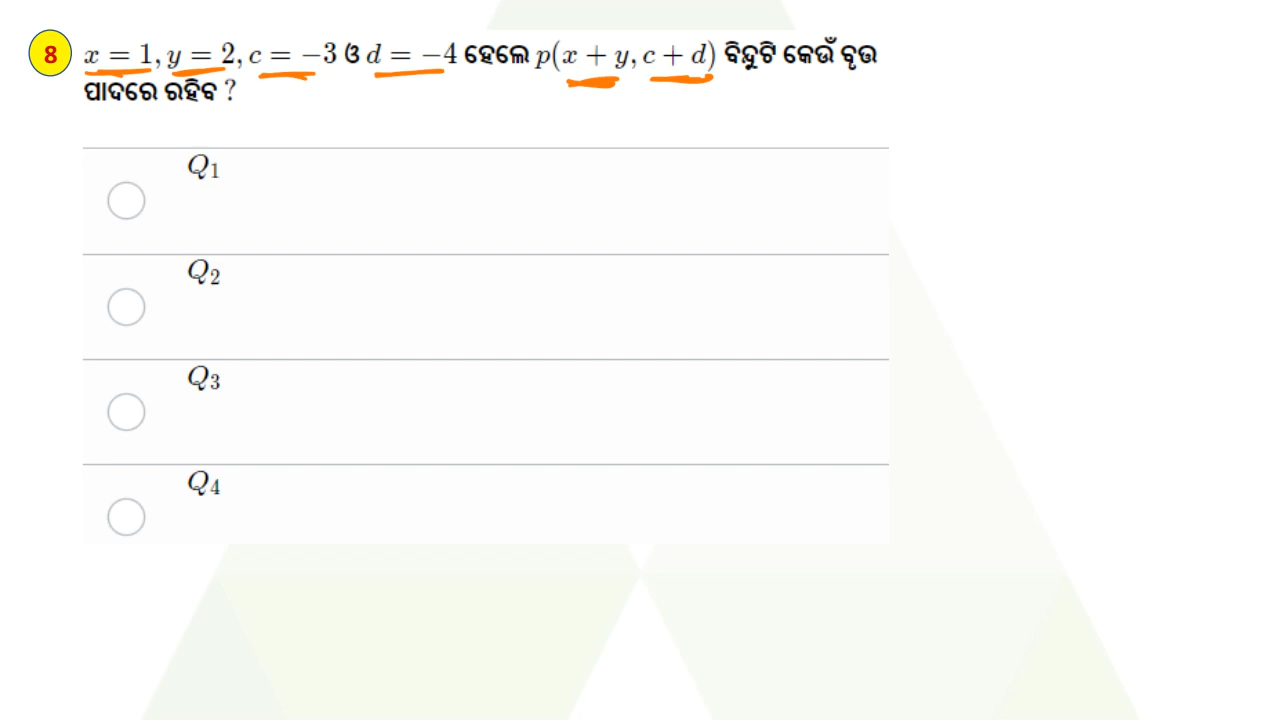 8 x = 1, y = 2, c = −3 ଓ d = −4 ହେଲେ p(x + y, c + d) ବିନ୍ଦୁଟି କେଉଁ ବୃତ୍ତ
ପାଦରେ ରହିବ ?
Q₁
Q₂
Q₃
Q₄